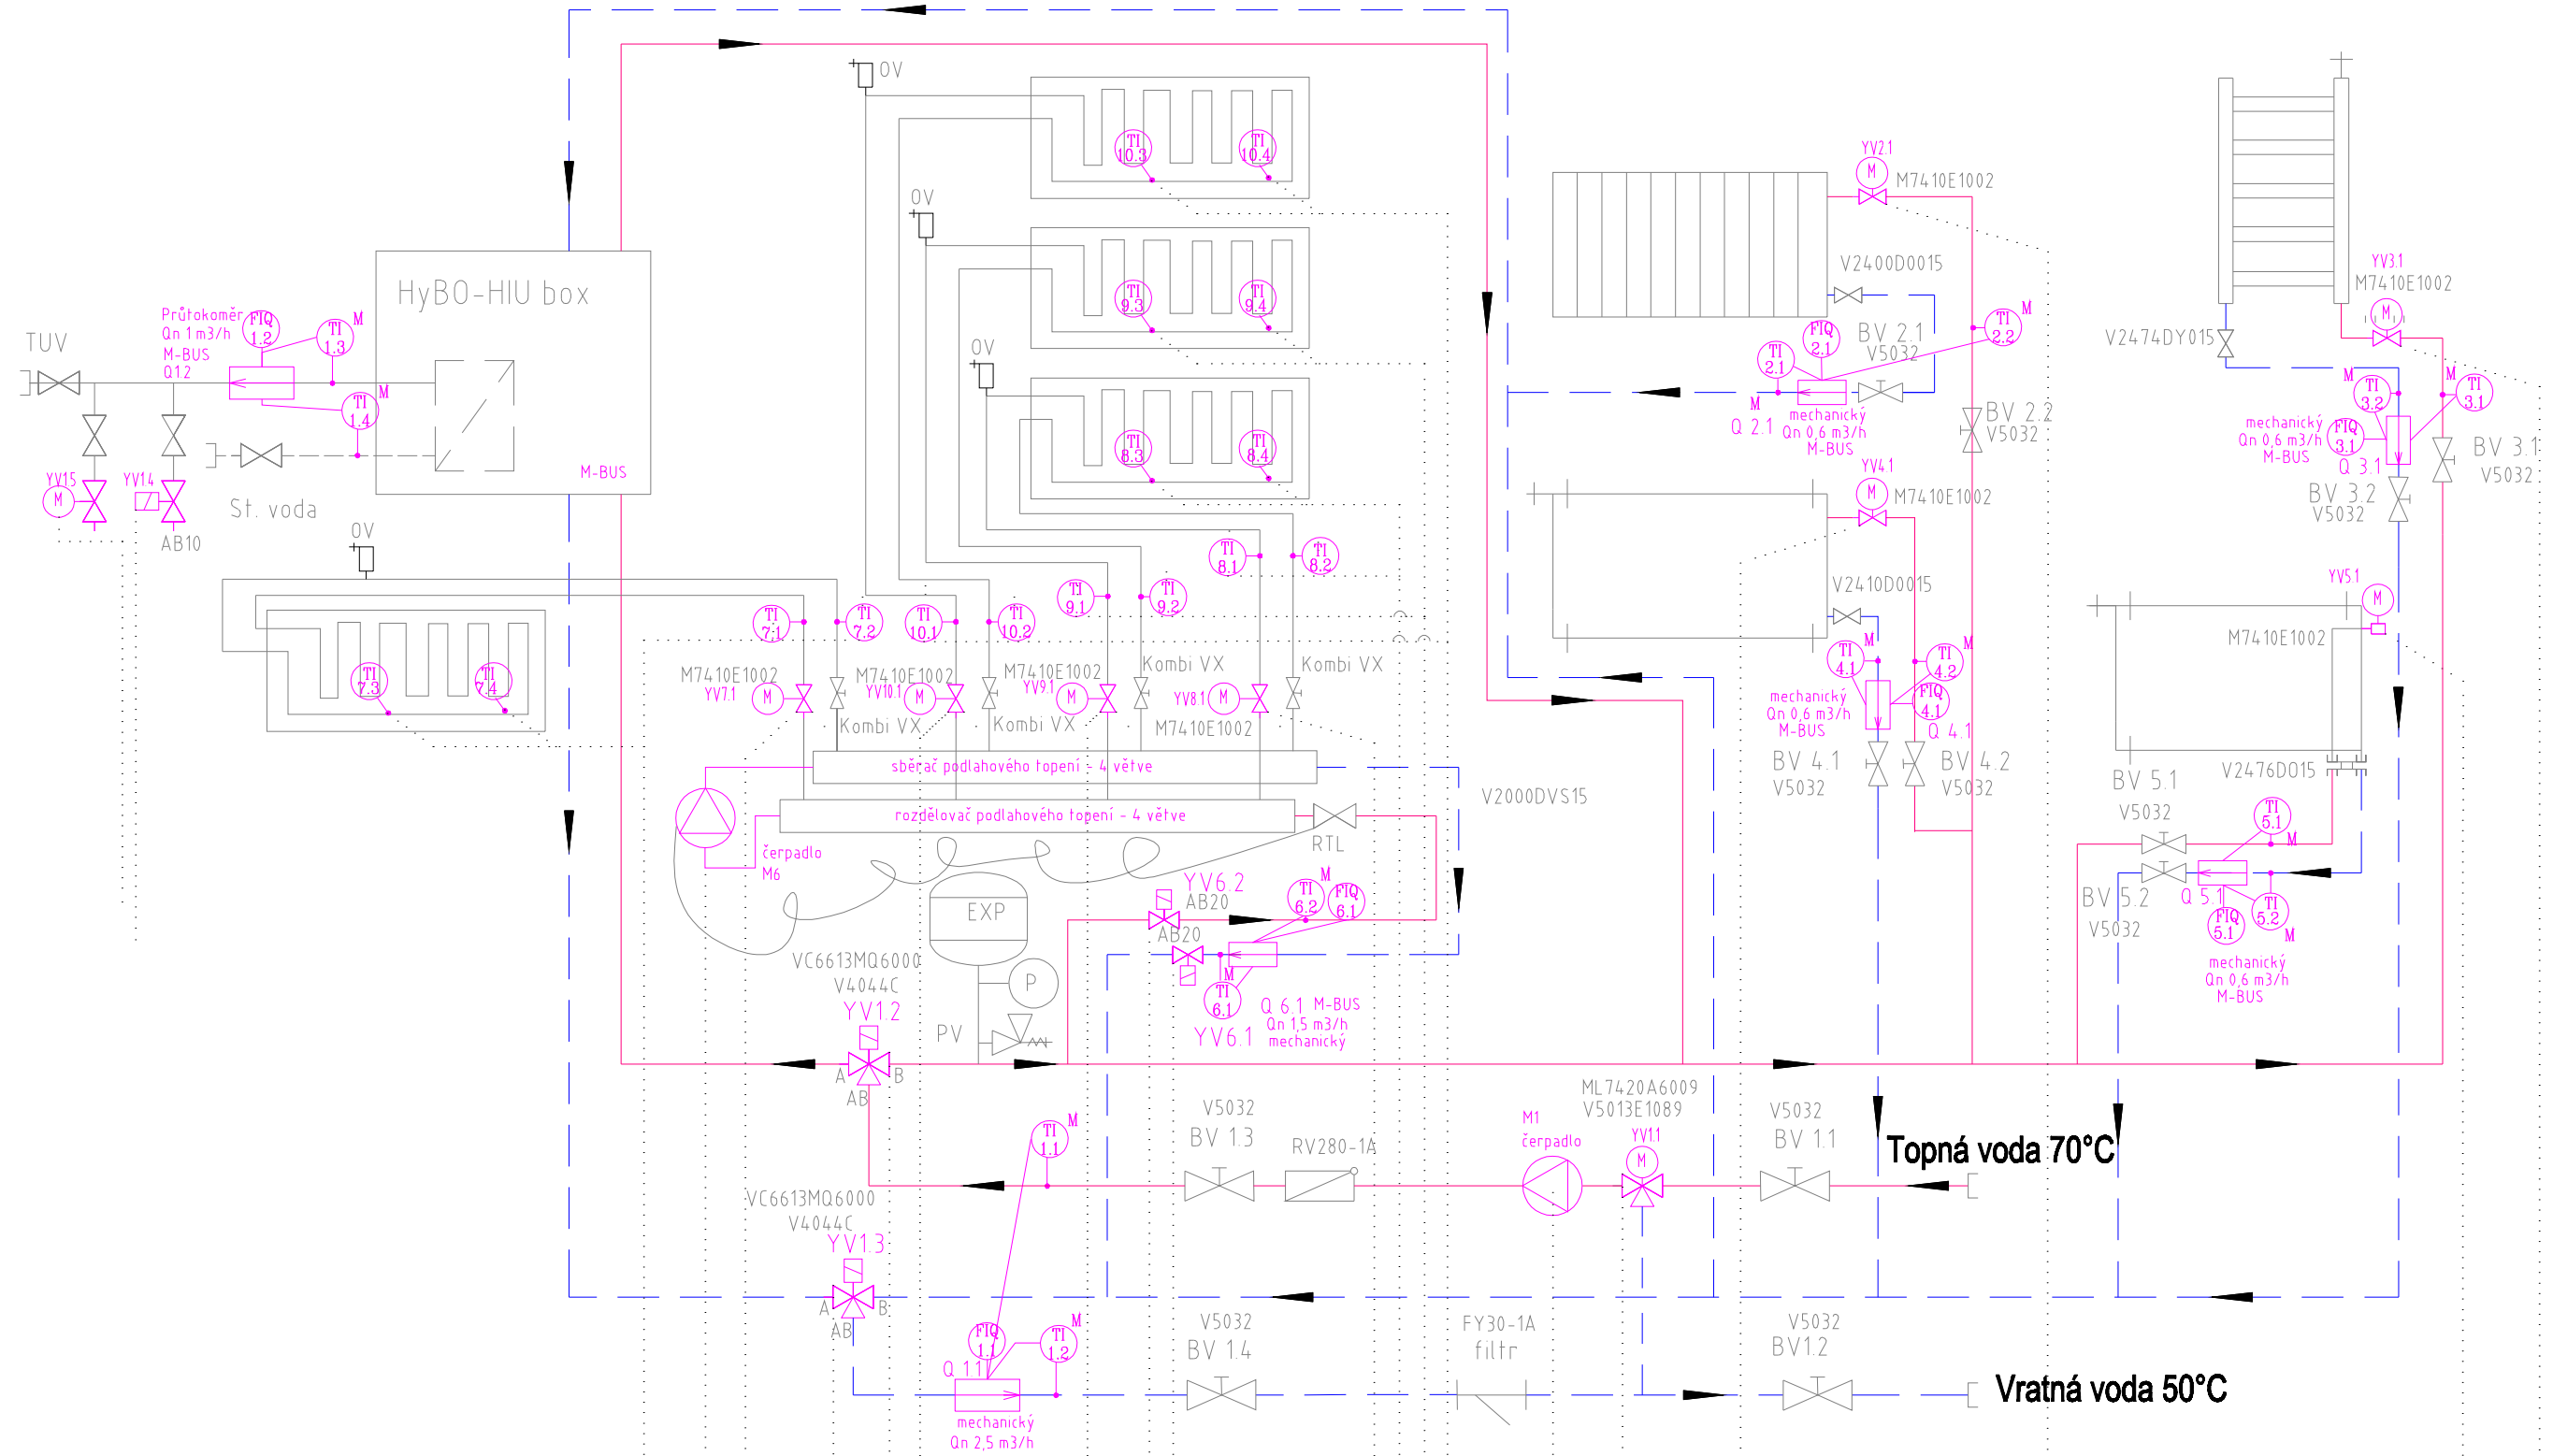 OV
TI
10.3
TI
10.4
YV2.1
M
M7410E1002
OV
TI
9.3
TI
9.4
HyBO-HIU box
M-BUS
Průtokoměr
Qn 1 m3/h
M-BUS
Q12
FIQ
1.2
TI
1.3
M
TUV
TI
1.4
M
YV15
M
YV1.4
AB10
St. voda
OV
TI
8.3
TI
8.4
V2400D0015
BV 2.1
V5032
FIQ
2.1
TI
2.1
M
TI
2.2
M
Q 2.1
mechanický
Qn 0,6 m3/h
M-BUS
BV 2.2
V5032
YV3.1
M7410E1002
M
V2474DY015
M
TI
3.2
M
TI
3.1
mechanický
Qn 0,6 m3/h
M-BUS
FIQ
3.1
Q 3.1
BV 3.1
V5032
BV 3.2
V5032
YV4.1
M
M7410E1002
V2410D0015
TI
4.1
M
TI
4.2
M
FIQ
4.1
Q 4.1
mechanický
Qn 0,6 m3/h
M-BUS
BV 4.1
V5032
BV 4.2
V5032
YV5.1
M
M7410E1002
V2476DO15
BV 5.1
V5032
TI
5.1
M
BV 5.2
V5032
Q 5.1
FIQ
5.1
TI
5.2
M
mechanický
Qn 0,6 m3/h
M-BUS
OV
TI
7.3
TI
7.4
TI
7.1
TI
7.2
TI
10.1
TI
10.2
TI
9.1
TI
9.2
TI
8.1
TI
8.2
M7410E1002
YV7.1
M
Kombi VX
M7410E1002
YV10.1
M
Kombi VX
M7410E1002
YV9.1
M
Kombi VX
YV8.1
M
M7410E1002
Kombi VX
sběrač podlahového topení - 4 větve
rozdělovač podlahového topení - 4 větve
V2000DVS15
RTL
čerpadlo
M6
EXP
P
PV
YV6.2
AB20
AB20
TI
6.2
M
FIQ
6.1
M
TI
6.1
YV6.1
Q 6.1 M-BUS
Qn 1,5 m3/h
mechanický
VC6613MQ6000
V4044C
YV1.2
A
B
AB
TI
1.1
M
V5032
BV 1.3
RV280-1A
M1
čerpadlo
ML7420A6009
V5013E1089
YV1.1
M
V5032
BV 1.1
Topná voda 70°C
VC6613MQ6000
V4044C
YV1.3
A
B
AB
FIQ
1.1
Q 11
TI
1.2
M
mechanický
Qn 2,5 m3/h
V5032
BV 1.4
FY30-1A
filtr
V5032
BV1.2
Vratná voda 50°C